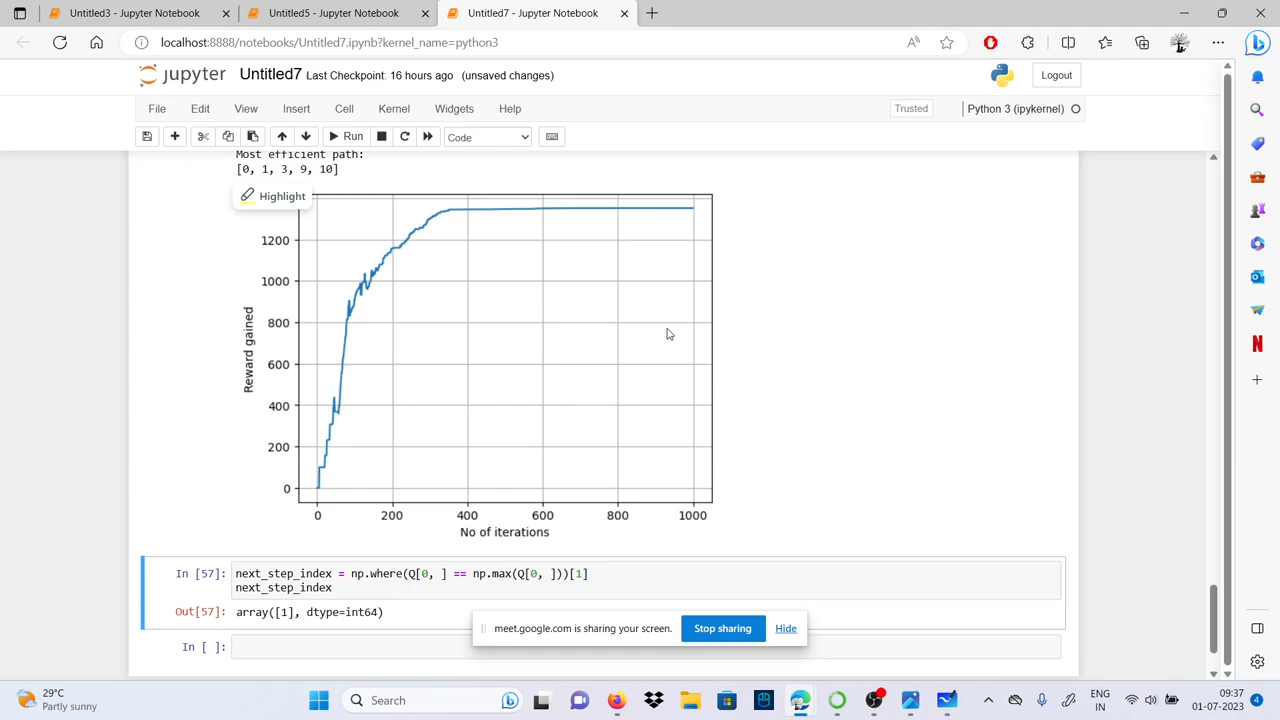 Untitled3 - Jupyter Notebook
Untitled5 - Jupyter Notebook
Untitled7 - Jupyter Notebook
localhost:8888/notebooks/Untitled7.ipynb?kernel_name=python3
jupyter Untitled7 Last Checkpoint: 16 hours ago (unsaved changes)
Logout
File Edit View Insert Cell Kernel Widgets Help
Trusted
Python 3 (ipykernel)
Run
Code
Most efficient path:
[0, 1, 3, 9, 10]
Highlight
1200
1000
800
600
400
200
0
Reward gained
0 200 400 600 800 1000
No of iterations
In [57]: next_step_index = np.where(Q[0, ] == np.max(Q[0, ]))[1]
next_step_index
Out[57]: array([1], dtype=int64)
meet.google.com is sharing your screen. Stop sharing Hide
In [ ]:
29°C
Partly sunny
Search
ENG
IN
09:37
01-07-2023
4